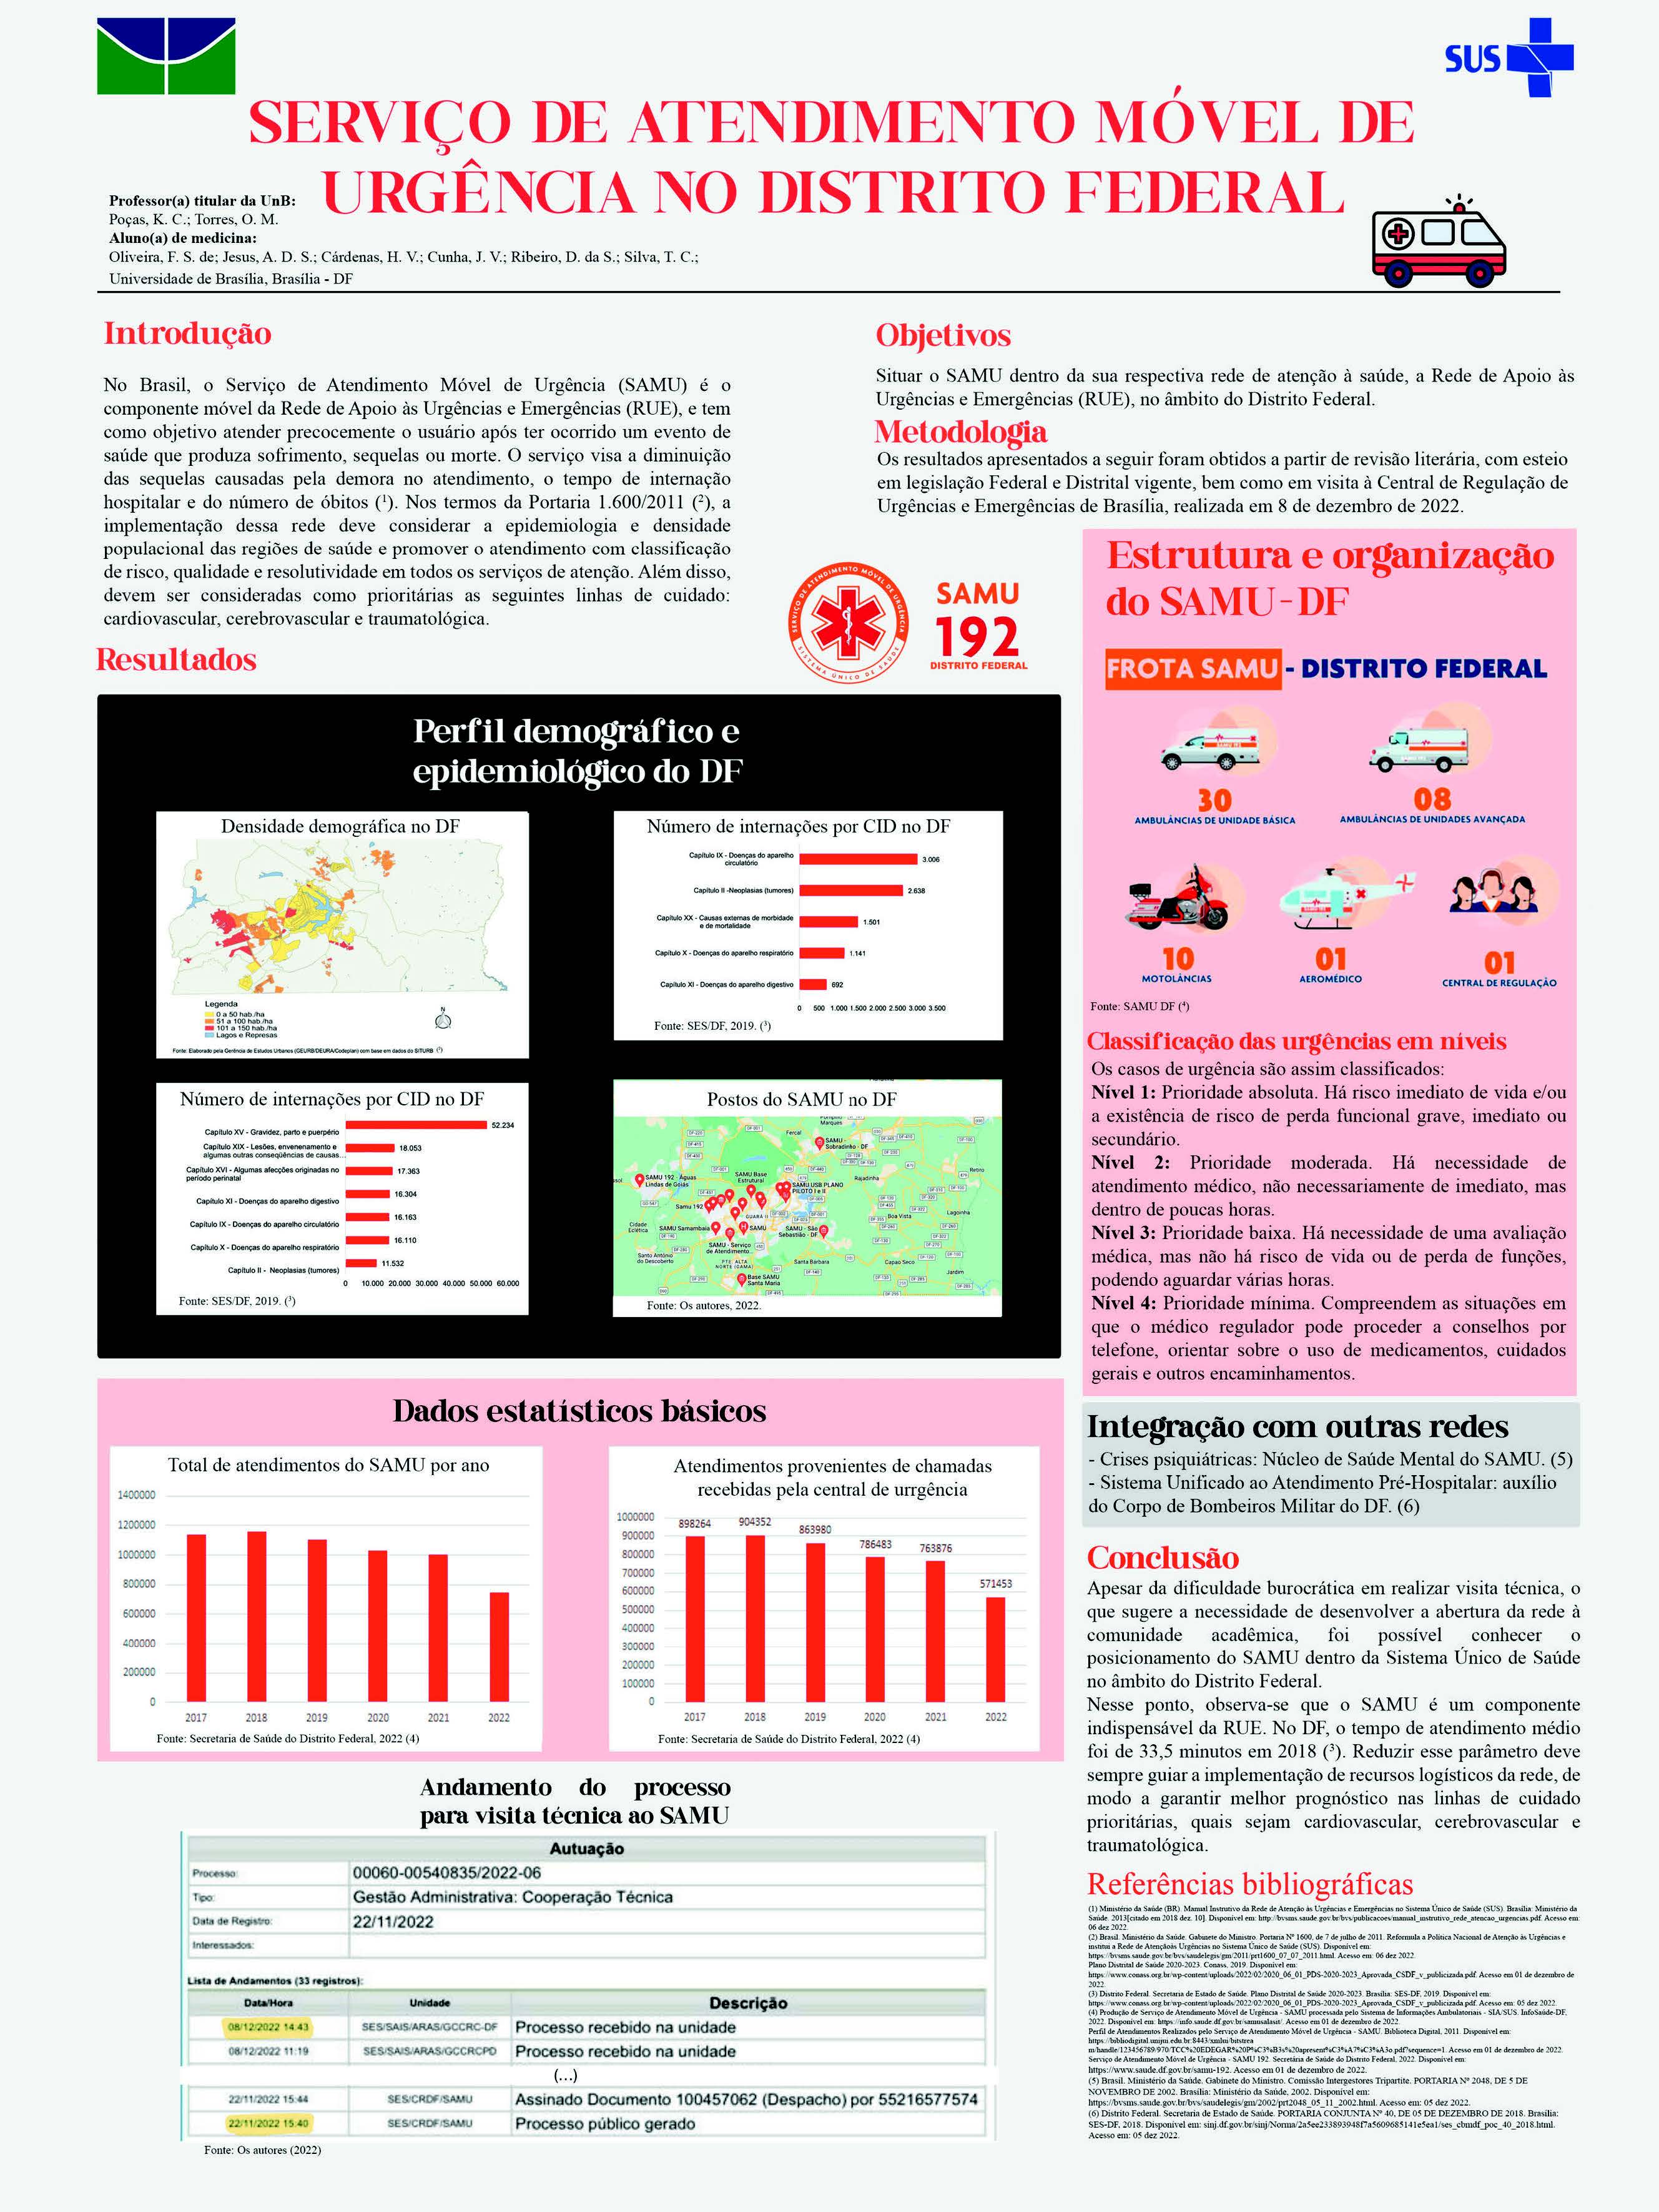 SUS
SERVIÇO DE ATENDIMENTO MÓVEL DE
URGÊNCIA NO DISTRITO FEDERAL
Professor(a) titular da UnB:
Poças, K. C.; Torres, O. M.
Aluno(a) de medicina:
Oliveira, F. S. de; Jesus, A. D. S.; Cárdenas, H. V.; Cunha, J. V.; Ribeiro, D. da S.; Silva, T. C.;
Universidade de Brasília, Brasília - DF
Introdução
No Brasil, o Serviço de Atendimento Móvel de Urgência (SAMU) é o
componente móvel da Rede de Apoio às Urgências e Emergências (RUE), e tem
como objetivo atender precocemente o usuário após ter ocorrido um evento de
saúde que produza sofrimento, sequelas ou morte. O serviço visa a diminuição
das sequelas causadas pela demora no atendimento, o tempo de internação
hospitalar e do número de óbitos (¹). Nos termos da Portaria 1.600/2011 (²), a
implementação dessa rede deve considerar a epidemiologia e densidade
populacional das regiões de saúde e promover o atendimento com classificação
de risco, qualidade e resolutividade em todos os serviços de atenção. Além disso,
devem ser consideradas como prioritárias as seguintes linhas de cuidado:
cardiovascular, cerebrovascular e traumatológica.
Objetivos
Situar o SAMU dentro da sua respectiva rede de atenção à saúde, a Rede de Apoio às
Urgências e Emergências (RUE), no âmbito do Distrito Federal.
Metodologia
Os resultados apresentados a seguir foram obtidos a partir de revisão literária, com esteio
em legislação Federal e Distrital vigente, bem como em visita à Central de Regulação de
Urgências e Emergências de Brasília, realizada em 8 de dezembro de 2022.
SERVIÇO DE ATENDIMENTO MÓVEL DE URGÊNCIA
SISTEMA ÚNICO DE SAÚDE
SAMU
192
DISTRITO FEDERAL
Resultados
Perfil demográfico e
epidemiológico do DF
Densidade demográfica no DF
Legenda
0 a 50 hab./ha
51 a 100 hab./ha
101 a 150 hab./ha
Lagos e Represas
N
Fonte: Elaborado pela Gerência de Estudos Urbanos (GEURB/DEURA/Codeplan) com base em dados do SITURB. (³)
Número de internações por CID no DF
Capítulo IX - Doenças do aparelho
circulatório
3.006
Capítulo II -Neoplasias (tumores)
2.638
Capítulo XX - Causas externas de morbidade
e de mortalidade
1.501
Capítulo X - Doenças do aparelho respiratório
1.141
Capítulo XI - Doenças do aparelho digestivo
692
0 500 1.000 1.500 2.000 2.500 3.000 3.500
Fonte: SES/DF, 2019. (³)
Número de internações por CID no DF
Capítulo XV - Gravidez, parto e puerpério
52.234
Capítulo XIX - Lesões, envenenamento e
algumas outras conseqüências de causas...
18.053
Capítulo XVI - Algumas afecções originadas no
período perinatal
17.363
Capítulo XI - Doenças do aparelho digestivo
16.304
Capítulo IX - Doenças do aparelho circulatório
16.163
Capítulo X - Doenças do aparelho respiratório
16.110
Capítulo II - Neoplasias (tumores)
11.532
0 10.000 20.000 30.000 40.000 50.000 60.000
Fonte: SES/DF, 2019. (³)
Postos do SAMU no DF
Marques
Fercal
SAMU -
Sobradinho - DF
SAMU 192 - Águas
Lindas de Goiás
SAMU Base
Estrutural
SAMU USB PLANO
PILOTO I e II
Rajadinha
Retiro
Samu 192
GUARÁ II
Boa Vista
Lagoinha
Cidade
Eclética
SAMU Samambaia
SAMU
SAMU - São
Sebastião - DF
SAMU - Serviço
de Atendimento...
Santo Antônio
do Descoberto
PTE. ALTA
NORTE (GAMA)
Santa Bárbara
Capao Seco
Jardim
Base SAMU
Santa Maria
Fonte: Os autores, 2022.
Estrutura e organização
do SAMU-DF
FROTA SAMU - DISTRITO FEDERAL
30
AMBULÂNCIAS DE UNIDADE BÁSICA
08
AMBULÂNCIAS DE UNIDADES AVANÇADA
10
MOTOLÂNCIAS
01
AEROMÉDICO
01
CENTRAL DE REGULAÇÃO
Fonte: SAMU DF (⁴)
Classificação das urgências em níveis
Os casos de urgência são assim classificados:
Nível 1: Prioridade absoluta. Há risco imediato de vida e/ou
a existência de risco de perda funcional grave, imediato ou
secundário.
Nível 2: Prioridade moderada. Há necessidade de
atendimento médico, não necessariamente de imediato, mas
dentro de poucas horas.
Nível 3: Prioridade baixa. Há necessidade de uma avaliação
médica, mas não há risco de vida ou de perda de funções,
podendo aguardar várias horas.
Nível 4: Prioridade mínima. Compreendem as situações em
que o médico regulador pode proceder a conselhos por
telefone, orientar sobre o uso de medicamentos, cuidados
gerais e outros encaminhamentos.
Dados estatísticos básicos
Total de atendimentos do SAMU por ano
1400000
1200000
1000000
800000
600000
400000
200000
0
2017 2018 2019 2020 2021 2022
Fonte: Secretaria de Saúde do Distrito Federal, 2022 (4)
Atendimentos provenientes de chamadas
recebidas pela central de urrgência
1000000
900000
800000
700000
600000
500000
400000
300000
200000
100000
0
898264 904352 863980 786483 763876 571453
2017 2018 2019 2020 2021 2022
Fonte: Secretaria de Saúde do Distrito Federal, 2022 (4)
Integração com outras redes
- Crises psiquiátricas: Núcleo de Saúde Mental do SAMU. (5)
- Sistema Unificado ao Atendimento Pré-Hospitalar: auxílio
do Corpo de Bombeiros Militar do DF. (6)
Conclusão
Apesar da dificuldade burocrática em realizar visita técnica, o
que sugere a necessidade de desenvolver a abertura da rede à
comunidade acadêmica, foi possível conhecer o
posicionamento do SAMU dentro da Sistema Único de Saúde
no âmbito do Distrito Federal.
Nesse ponto, observa-se que o SAMU é um componente
indispensável da RUE. No DF, o tempo de atendimento médio
foi de 33,5 minutos em 2018 (³). Reduzir esse parâmetro deve
sempre guiar a implementação de recursos logísticos da rede, de
modo a garantir melhor prognóstico nas linhas de cuidado
prioritárias, quais sejam cardiovascular, cerebrovascular e
traumatológica.
Andamento do processo
para visita técnica ao SAMU
Autuação
Processo: 00060-00540835/2022-06
Tipo: Gestão Administrativa: Cooperação Técnica
Data de Registro: 22/11/2022
Interessados:
Lista de Andamentos (33 registros):
Data/Hora Unidade Descrição
08/12/2022 14:43 SES/SAIS/ARAS/GCCRC-DF Processo recebido na unidade
08/12/2022 11:19 SES/SAIS/ARAS/GCCRCPD Processo recebido na unidade
(...)
22/11/2022 15:44 SES/CRDF/SAMU Assinado Documento 100457062 (Despacho) por 55216577574
22/11/2022 15:40 SES/CRDF/SAMU Processo público gerado
Fonte: Os autores (2022)
Referências bibliográficas
(1) Ministério da Saúde (BR). Manual Instrutivo da Rede de Atenção às Urgências e Emergências no Sistema Único de Saúde (SUS). Brasília: Ministério da
Saúde. 2013[citado em 2018 dez. 10]. Disponível em: http://bvsms.saude.gov.br/bvs/publicacoes/manual_instrutivo_rede_atencao_urgencias.pdf. Acesso em:
06 dez 2022.
(2) Brasil. Ministério da Saúde. Gabinete do Ministro. Portaria Nº 1600, de 7 de julho de 2011. Reformula a Política Nacional de Atenção às Urgências e
institui a Rede de Atençãoàs Urgências no Sistema Único de Saúde (SUS). Disponível em:
https://bvsms.saude.gov.br/bvs/saudelegis/gm/2011/prt1600_07_07_2011.html. Acesso em: 06 dez 2022.
Plano Distrital de Saúde 2020-2023. Conass, 2019. Disponível em:
https://www.conass.org.br/wp-content/uploads/2022/02/2020_06_01_PDS-2020-2023_Aprovada_CSDF_v_publicizada.pdf. Acesso em 01 de dezembro de
2022.
(3) Distrito Federal. Secretaria de Estado de Saúde. Plano Distrital de Saúde 2020-2023. Brasília: SES-DF, 2019. Disponível em:
https://www.conass.org.br/wp-content/uploads/2022/02/2020_06_01_PDS-2020-2023_Aprovada_CSDF_v_publicizada.pdf. Acesso em: 05 dez 2022.
(4) Produção de Serviço de Atendimento Móvel de Urgência - SAMU processada pelo Sistema de Informações Ambulatoriais - SIA/SUS. InfoSaúde-DF,
2022. Disponível em: https://info.saude.df.gov.br/samusalasit/. Acesso em 01 de dezembro de 2022.
Perfil de Atendimentos Realizados pelo Serviço de Atendimento Móvel de Urgência - SAMU. Biblioteca Digital, 2011. Disponível em:
m/handle/123456789/970/TCC%20EDEGAR%20P%C3%B3s%20apresent%C3%A7%C3%A3o.pdf?sequence=1. Acesso em 01 de dezembro de 2022.
Serviço de Atendimento Móvel de Urgência - SAMU 192. Secretária de Saúde do Distrito Federal, 2022. Disponível em:
https://www.saude.df.gov.br/samu-192. Acesso em 01 de dezembro de 2022.
(5) Brasil. Ministério da Saúde. Gabinete do Ministro. Comissão Intergestores Tripartite. PORTARIA Nº 2048, DE 5 DE
NOVEMBRO DE 2002. Brasília: Ministério da Saúde, 2002. Disponível em:
https://bvsms.saude.gov.br/bvs/saudelegis/gm/2002/prt2048_05_11_2002.html. Acesso em: 05 dez 2022.
(6) Distrito Federal. Secretaria de Estado de Saúde. PORTARIA CONJUNTA Nº 40, DE 05 DE DEZEMBRO DE 2018. Brasília:
SES-DF, 2018. Disponível em: sinj.df.gov.br/sinj/Norma/2a5ee233893948f7a5609685141e5ea1/ses_cbmdf_poc_40_2018.html.
Acesso em: 05 dez 2022.